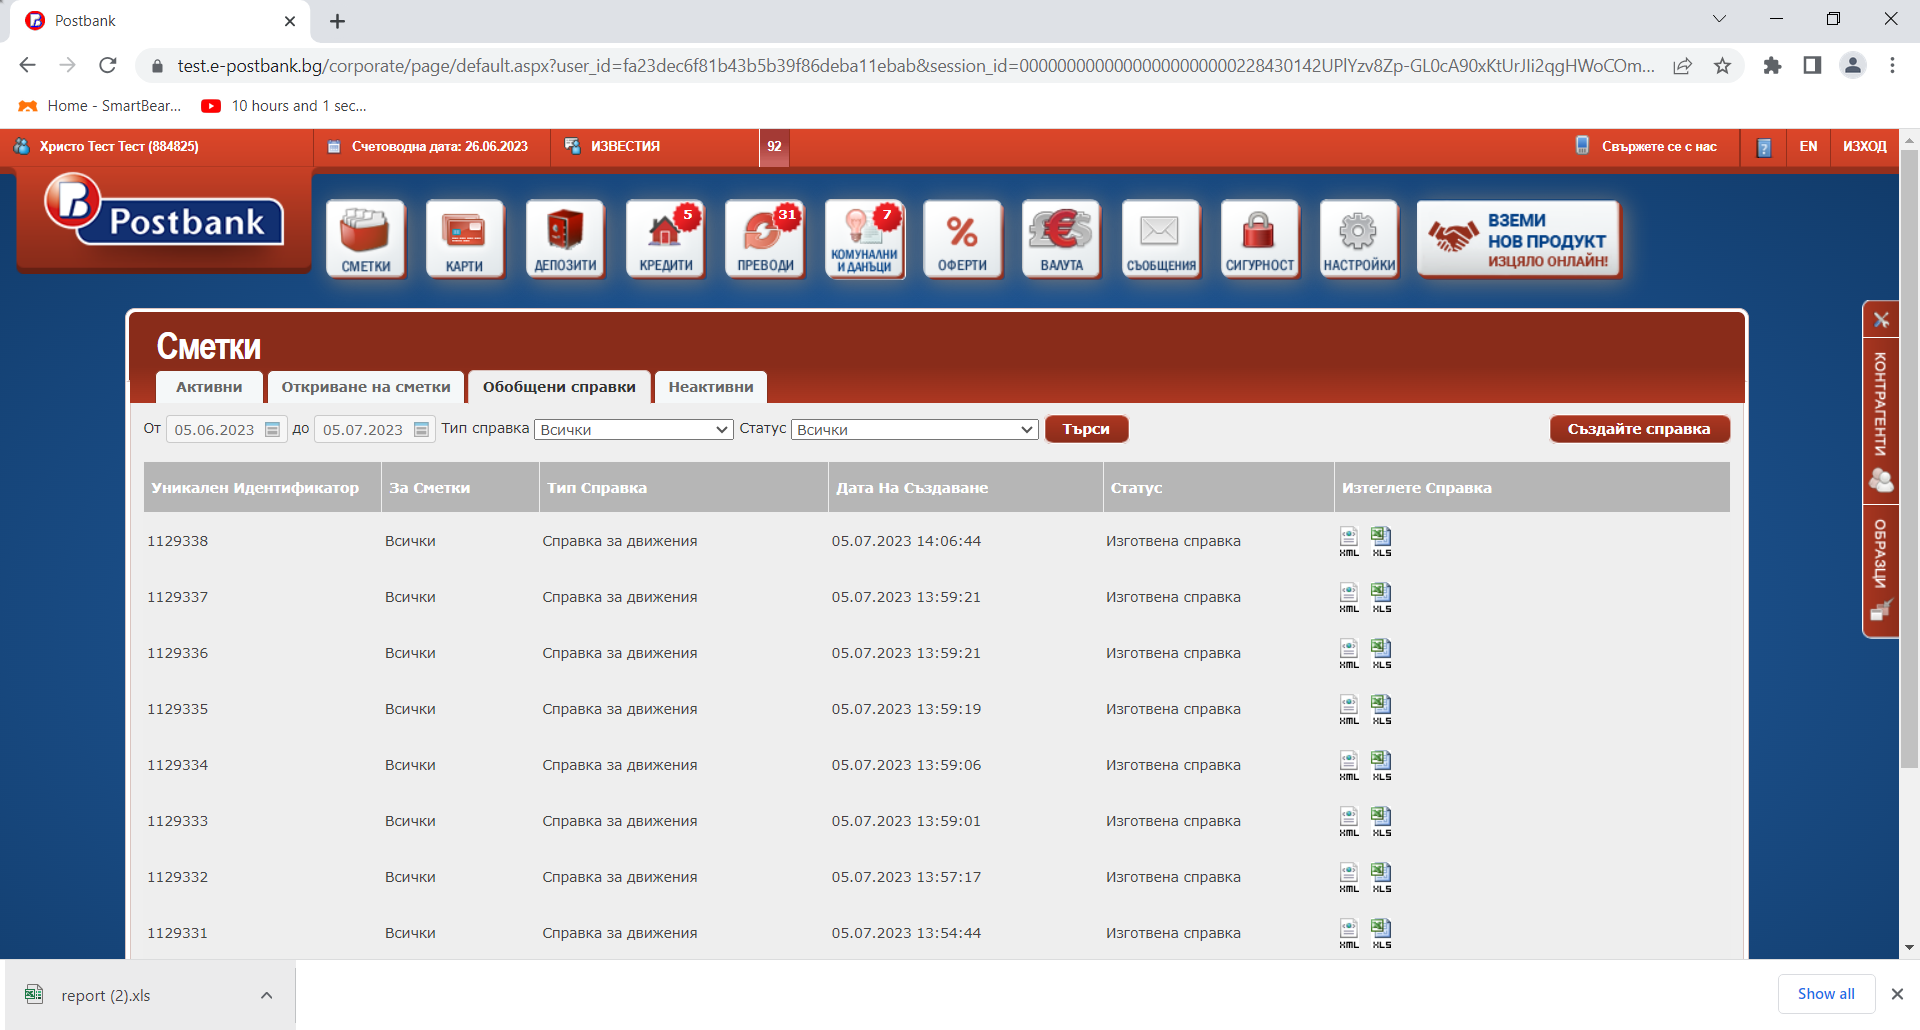 Postbank
test.e-postbank.bg/corporate/page/default.aspx?user_id=fa23dec6f81b43b5b39f86deba11ebab&session_id=
Home - SmartBear...
10 hours and 1 sec...
Христо Тест Тест (884825)
Счетоводна дата: 26.06.2023
ИЗВЕСТИЯ
92
Свържете се с нас
EN
ИЗХОД
Postbank
СМЕТКИ
КАРТИ
ДЕПОЗИТИ
5
КРЕДИТИ
31
ПРЕВОДИ
7
КОМУНАЛНИ
И ДАНЪЦИ
ОФЕРТИ
ВАЛУТА
СЪОБЩЕНИЯ
СИГУРНОСТ
НАСТРОЙКИ
ВЗЕМИ
НОВ ПРОДУКТ
ИЗЦЯЛО ОНЛАЙН!
Сметки
Активни
Откриване на сметки
Обобщени справки
Неактивни
От 05.06.2023 до 05.07.2023 Тип справка Всички Статус Всички Търси Създайте справка
Уникален Идентификатор За Сметки Тип Справка Дата На Създаване Статус Изтеглете Справка
1129338 Всички Справка за движения 05.07.2023 14:06:44 Изготвена справка XML XLS
1129337 Всички Справка за движения 05.07.2023 13:59:21 Изготвена справка XML XLS
1129336 Всички Справка за движения 05.07.2023 13:59:21 Изготвена справка XML XLS
1129335 Всички Справка за движения 05.07.2023 13:59:19 Изготвена справка XML XLS
1129334 Всички Справка за движения 05.07.2023 13:59:06 Изготвена справка XML XLS
1129333 Всички Справка за движения 05.07.2023 13:59:01 Изготвена справка XML XLS
1129332 Всички Справка за движения 05.07.2023 13:57:17 Изготвена справка XML XLS
1129331 Всички Справка за движения 05.07.2023 13:54:44 Изготвена справка XML XLS
КОНТРАГЕНТИ
ОБРАЗЦИ
report (2).xls
Show all